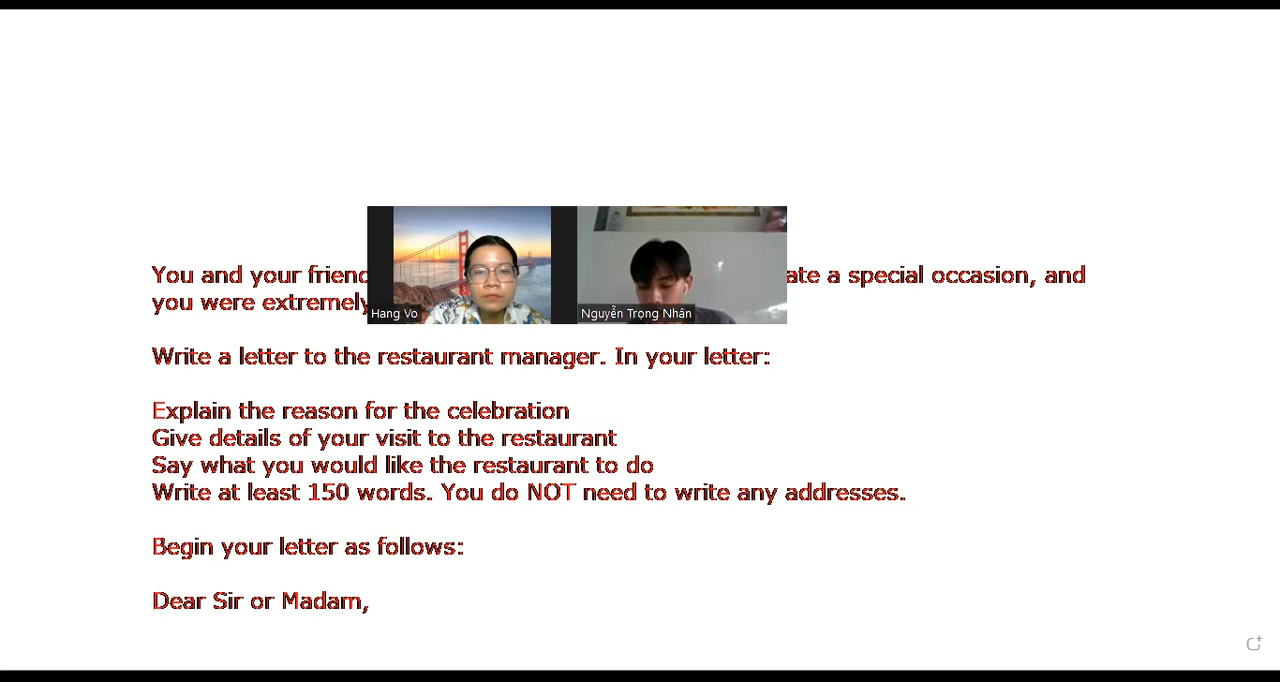 You and your friend
ate a special occasion, and
you were extremely
Hang Vo
Nguyễn Trọng Nhân
Write a letter to the restaurant manager. In your letter:
Explain the reason for the celebration
Give details of your visit to the restaurant
Say what you would like the restaurant to do
Write at least 150 words. You do NOT need to write any addresses.
Begin your letter as follows:
Dear Sir or Madam,